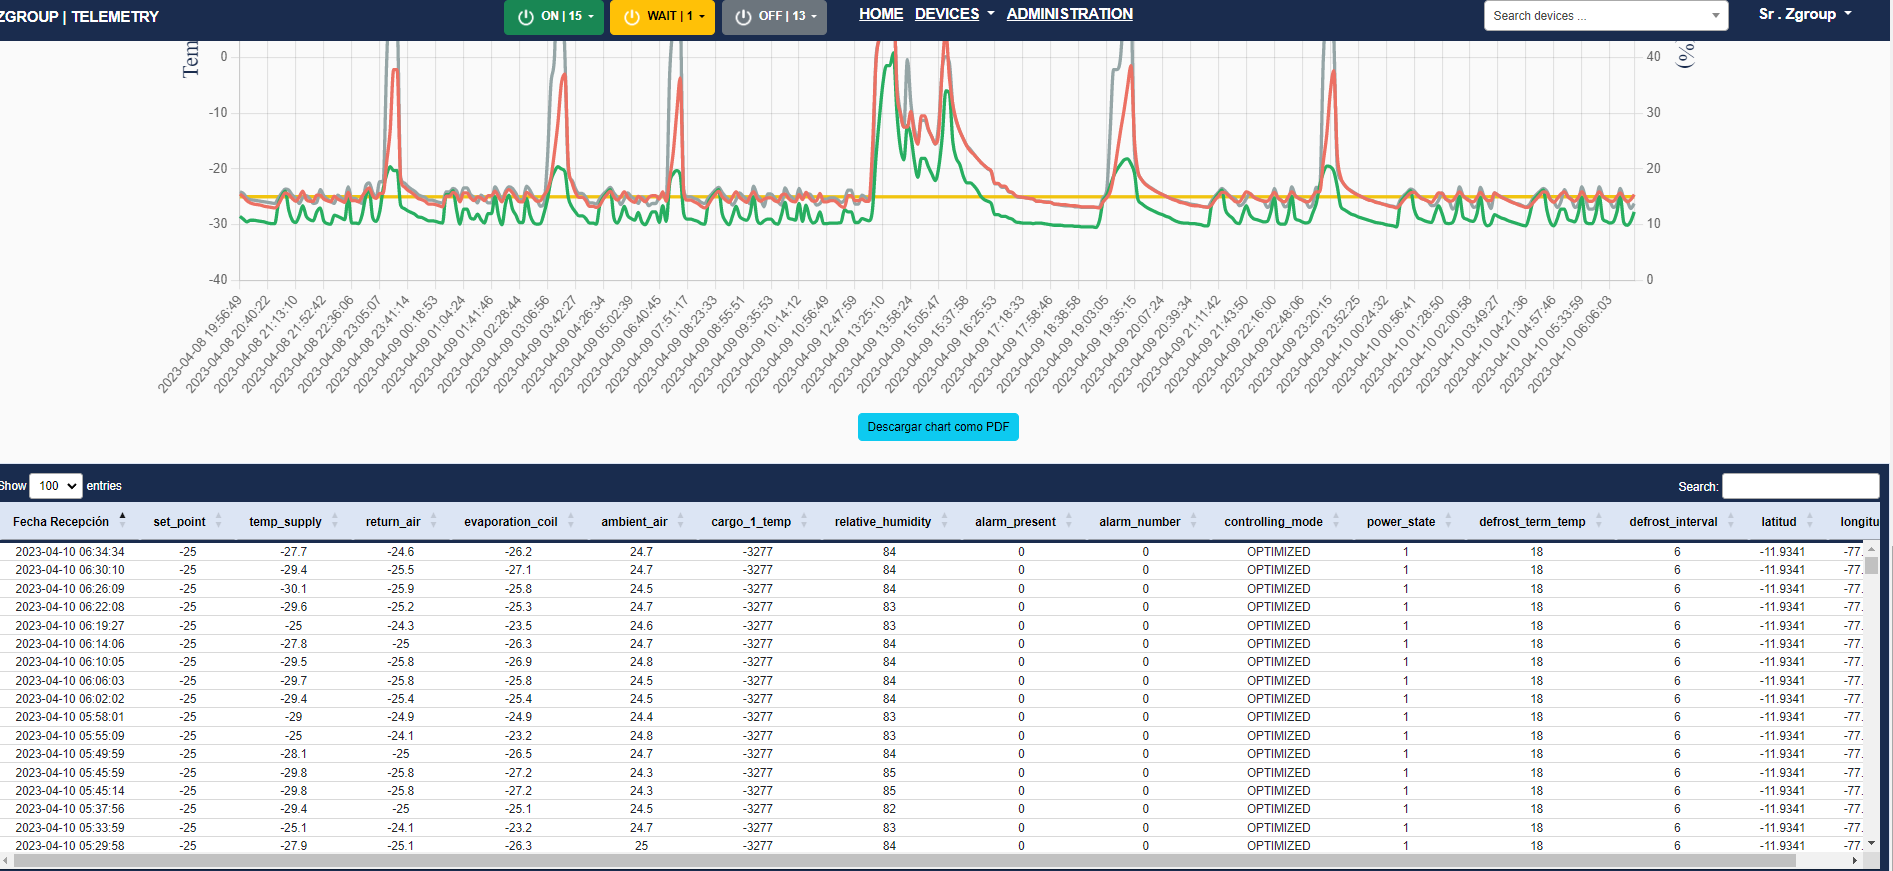 ZGROUP | TELEMETRY
ON | 15
WAIT | 1
OFF | 13
HOME DEVICES ADMINISTRATION
Search devices ...
Sr . Zgroup
Tem
(%)
0 40
-10 30
-20 20
-30 10
-40 0
2023-04-08 19:56:49
2023-04-08 20:40:22
2023-04-08 21:13:10
2023-04-08 21:52:42
2023-04-08 22:36:06
2023-04-08 23:05:07
2023-04-08 23:41:14
2023-04-09 00:18:53
2023-04-09 01:04:24
2023-04-09 01:41:46
2023-04-09 02:28:44
2023-04-09 03:06:56
2023-04-09 03:42:27
2023-04-09 04:26:34
2023-04-09 05:02:39
2023-04-09 06:40:45
2023-04-09 07:51:17
2023-04-09 08:23:33
2023-04-09 08:55:51
2023-04-09 09:35:53
2023-04-09 10:14:12
2023-04-09 10:56:49
2023-04-09 12:47:59
2023-04-09 13:25:10
2023-04-09 13:58:24
2023-04-09 15:05:47
2023-04-09 15:37:58
2023-04-09 16:25:53
2023-04-09 17:18:33
2023-04-09 17:58:46
2023-04-09 18:38:58
2023-04-09 19:03:05
2023-04-09 19:35:15
2023-04-09 20:07:24
2023-04-09 20:39:34
2023-04-09 21:11:42
2023-04-09 21:43:50
2023-04-09 22:16:00
2023-04-09 22:48:06
2023-04-09 23:20:15
2023-04-09 23:52:25
2023-04-10 00:24:32
2023-04-10 00:56:41
2023-04-10 01:28:50
2023-04-10 02:00:58
2023-04-10 03:49:27
2023-04-10 04:21:36
2023-04-10 04:57:46
2023-04-10 05:33:59
2023-04-10 06:06:03
Descargar chart como PDF
Show 100 entries
Search:
Fecha Recepción set_point temp_supply return_air evaporation_coil ambient_air cargo_1_temp relative_humidity alarm_present alarm_number controlling_mode power_state defrost_term_temp defrost_interval latitud longitu
2023-04-10 06:34:34 -25 -27.7 -24.6 -26.2 24.7 -3277 84 0 0 OPTIMIZED 1 18 6 -11.9341 -77.
2023-04-10 06:30:10 -25 -29.4 -25.5 -27.1 24.7 -3277 84 0 0 OPTIMIZED 1 18 6 -11.9341 -77.
2023-04-10 06:26:09 -25 -30.1 -25.9 -25.8 24.5 -3277 84 0 0 OPTIMIZED 1 18 6 -11.9341 -77.
2023-04-10 06:22:08 -25 -29.6 -25.2 -25.3 24.7 -3277 83 0 0 OPTIMIZED 1 18 6 -11.9341 -77.
2023-04-10 06:19:27 -25 -25 -24.3 -23.5 24.6 -3277 83 0 0 OPTIMIZED 1 18 6 -11.9341 -77.
2023-04-10 06:14:06 -25 -27.8 -25 -26.3 24.7 -3277 84 0 0 OPTIMIZED 1 18 6 -11.9341 -77.
2023-04-10 06:10:05 -25 -29.5 -25.8 -26.9 24.8 -3277 84 0 0 OPTIMIZED 1 18 6 -11.9341 -77.
2023-04-10 06:06:03 -25 -29.7 -25.8 -25.8 24.5 -3277 84 0 0 OPTIMIZED 1 18 6 -11.9341 -77.
2023-04-10 06:02:02 -25 -29.4 -25.4 -25.4 24.5 -3277 84 0 0 OPTIMIZED 1 18 6 -11.9341 -77.
2023-04-10 05:58:01 -25 -29 -24.9 -24.9 24.4 -3277 83 0 0 OPTIMIZED 1 18 6 -11.9341 -77.
2023-04-10 05:55:09 -25 -25 -24.1 -23.2 24.8 -3277 83 0 0 OPTIMIZED 1 18 6 -11.9341 -77.
2023-04-10 05:49:59 -25 -28.1 -25 -26.5 24.7 -3277 84 0 0 OPTIMIZED 1 18 6 -11.9341 -77.
2023-04-10 05:45:59 -25 -29.8 -25.8 -27.2 24.3 -3277 85 0 0 OPTIMIZED 1 18 6 -11.9341 -77.
2023-04-10 05:45:14 -25 -29.8 -25.8 -27.2 24.3 -3277 85 0 0 OPTIMIZED 1 18 6 -11.9341 -77.
2023-04-10 05:37:56 -25 -29.4 -25 -25.1 24.5 -3277 82 0 0 OPTIMIZED 1 18 6 -11.9341 -77.
2023-04-10 05:33:59 -25 -25.1 -24.1 -23.2 24.7 -3277 83 0 0 OPTIMIZED 1 18 6 -11.9341 -77.
2023-04-10 05:29:58 -25 -27.9 -25.1 -26.3 25 -3277 84 0 0 OPTIMIZED 1 18 6 -11.9341 -77.